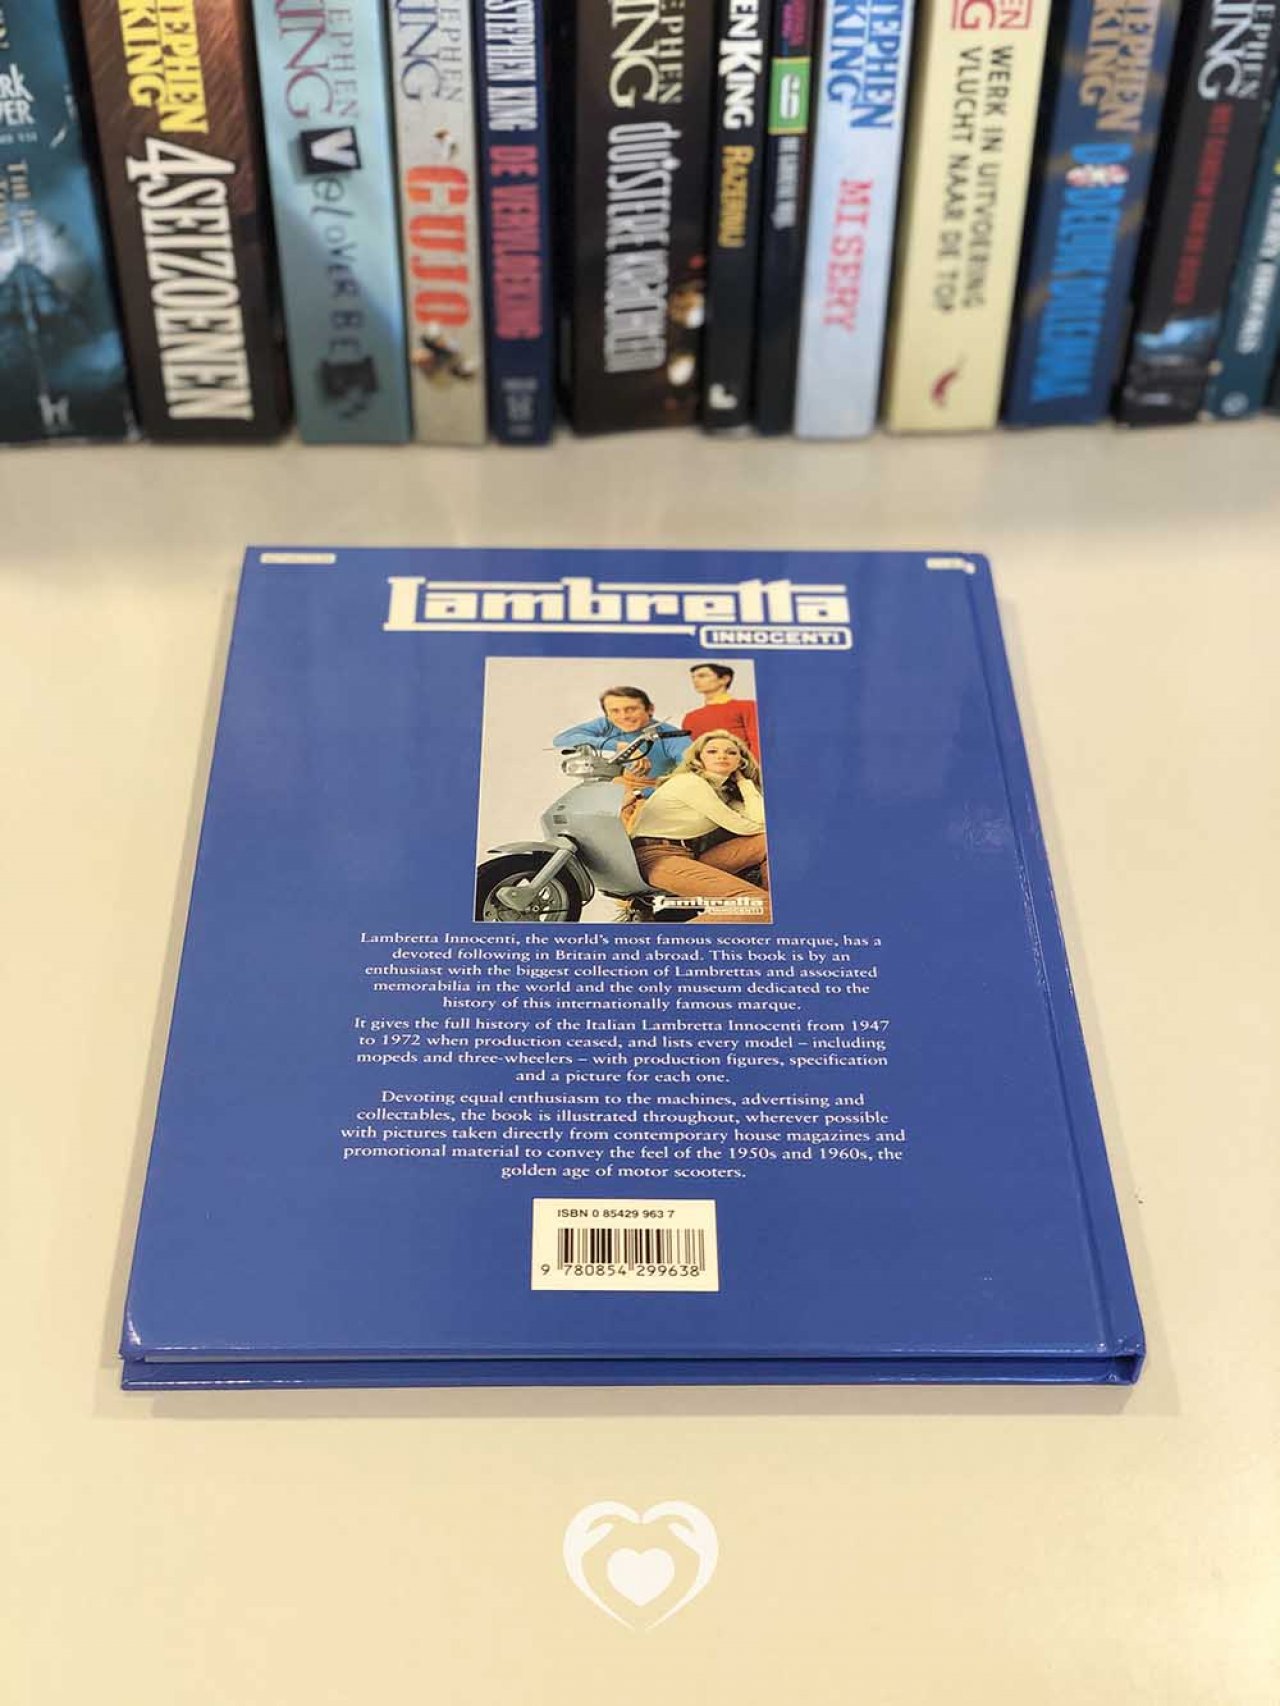 STEPHEN KING 4SEIZOENEN
CUJO
STEPHEN KING DE VERVLOEKING
RAZERNIJ
MISERY
WERK IN UITVOERING
VLUCHT NAAR DE TOP
Lambretta
INNOCENTI
Lambretta
INNOCENTI
Lambretta Innocenti, the world's most famous scooter marque, has a
devoted following in Britain and abroad. This book is by an
enthusiast with the biggest collection of Lambrettas and associated
memorabilia in the world and the only museum dedicated to the
history of this internationally famous marque.
It gives the full history of the Italian Lambretta Innocenti from 1947
to 1972 when production ceased, and lists every model – including
mopeds and three-wheelers – with production figures, specification
and a picture for each one.
Devoting equal enthusiasm to the machines, advertising and
collectables, the book is illustrated throughout, wherever possible
with pictures taken directly from contemporary house magazines and
promotional material to convey the feel of the 1950s and 1960s, the
golden age of motor scooters.
ISBN 0 85429 963 7
9 780854 299638